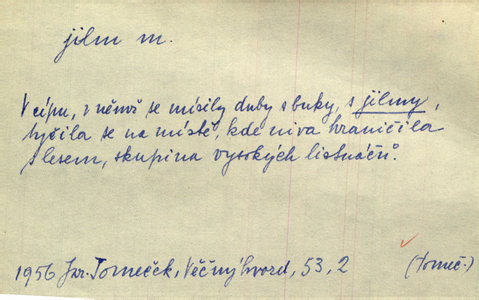 jilm m.
V cípu, v němž se mísily duby s buky, s jilmy,
tyčila se na místě, kde niva hraničila
s lesem, skupina vysokých listnáčů.
1956 Jar. Tomeček, Věčný hvozd, 53, 2 (Tomeč.)